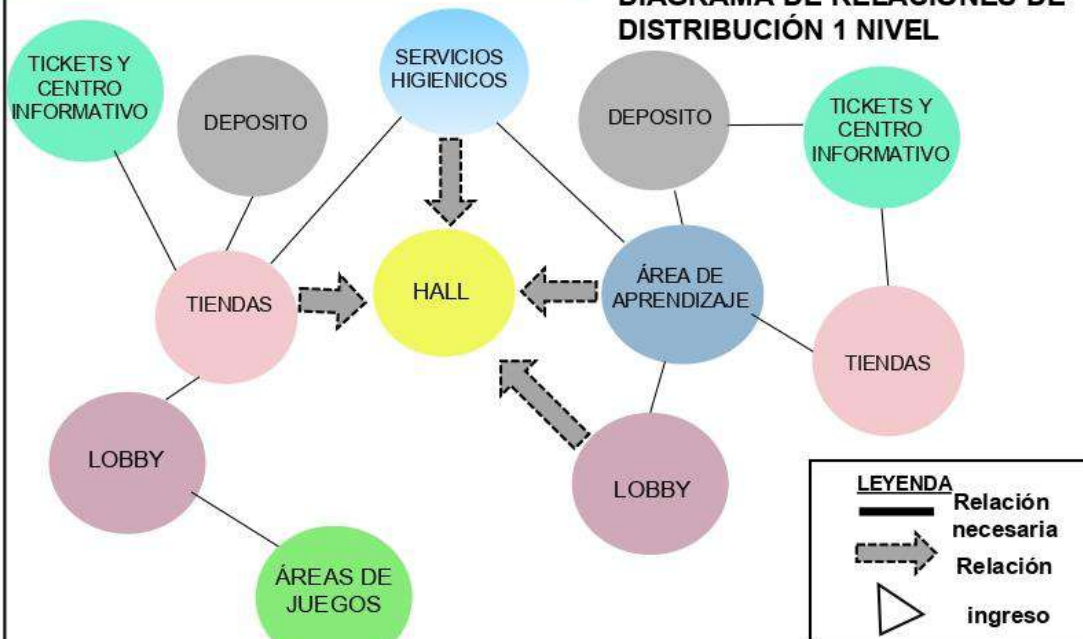 DIAGRAMA DE RELACIONES DE
DISTRIBUCIÓN 1 NIVEL
TICKETS Y
CENTRO
INFORMATIVO
DEPOSITO
SERVICIOS
HIGIENICOS
DEPOSITO
TICKETS Y
CENTRO
INFORMATIVO
TIENDAS
HALL
ÁREA DE
APRENDIZAJE
TIENDAS
LOBBY
LOBBY
ÁREAS DE
JUEGOS
LEYENDA
Relación
necesaria
Relación
ingreso